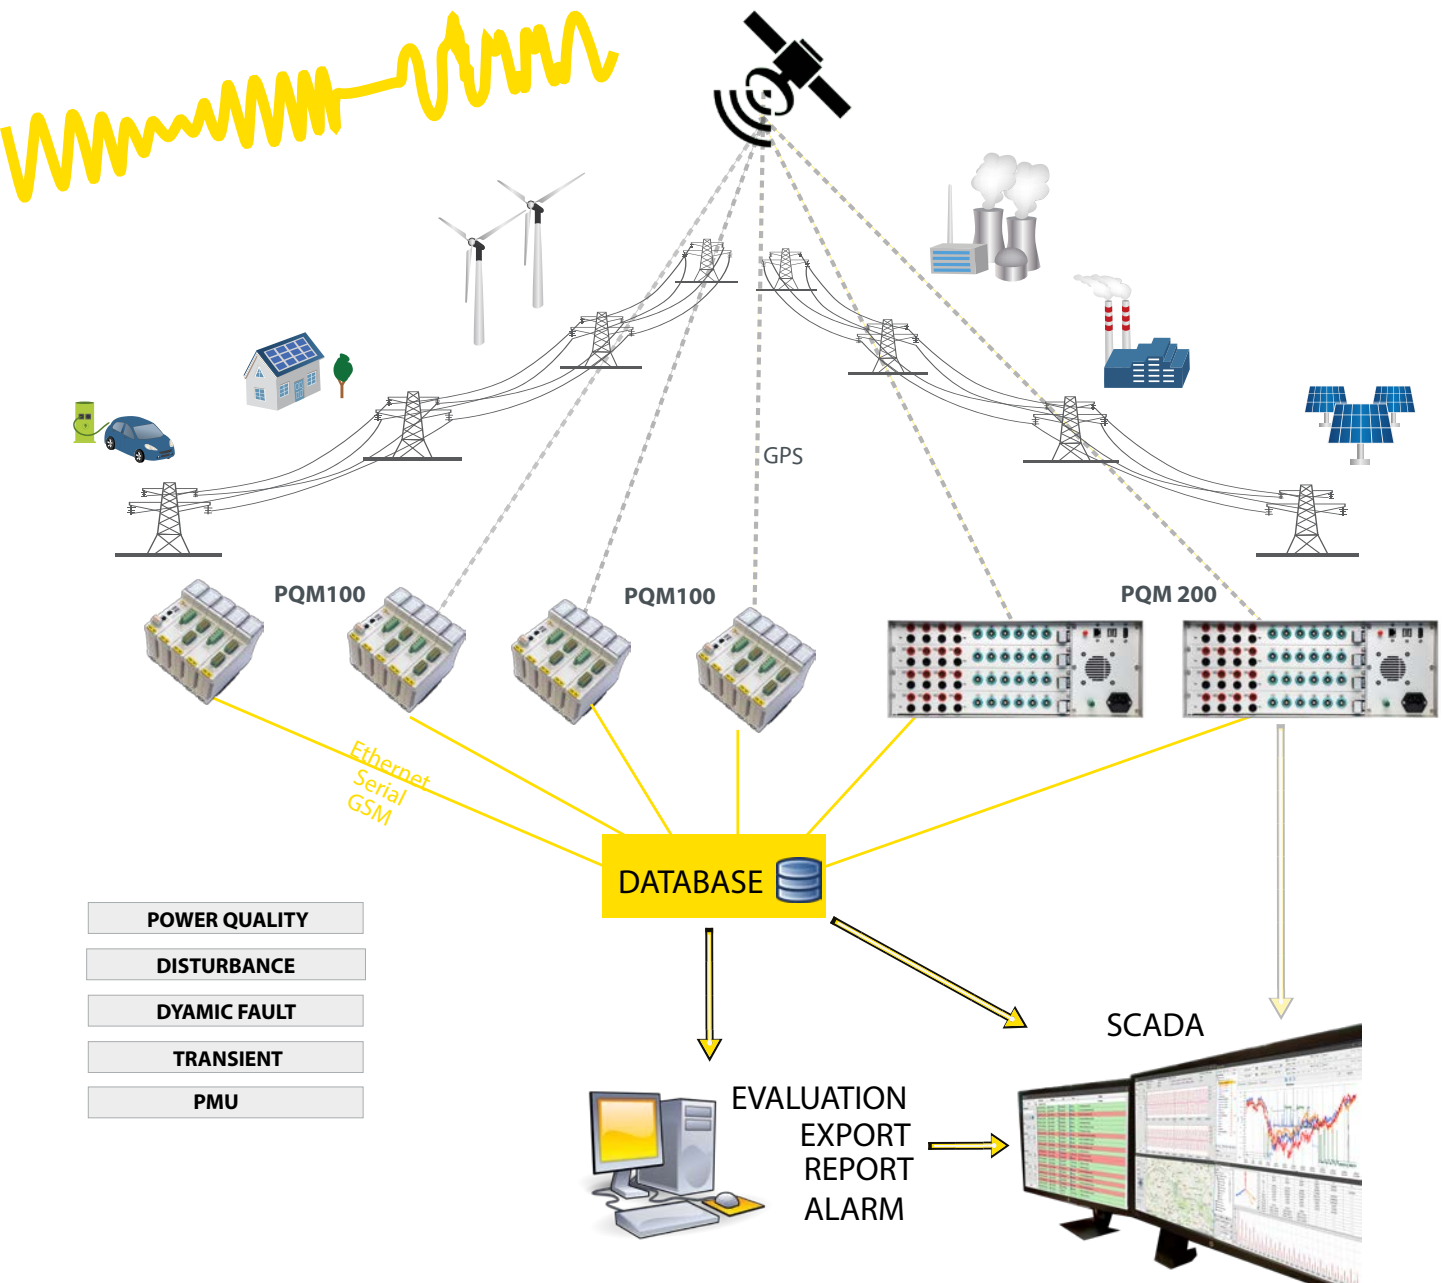 GPS
PQM100
PQM100
PQM 200
Ethernet
Serial
GSM
DATABASE
POWER QUALITY
DISTURBANCE
DYAMIC FAULT
TRANSIENT
PMU
SCADA
EVALUATION
EXPORT
REPORT
ALARM